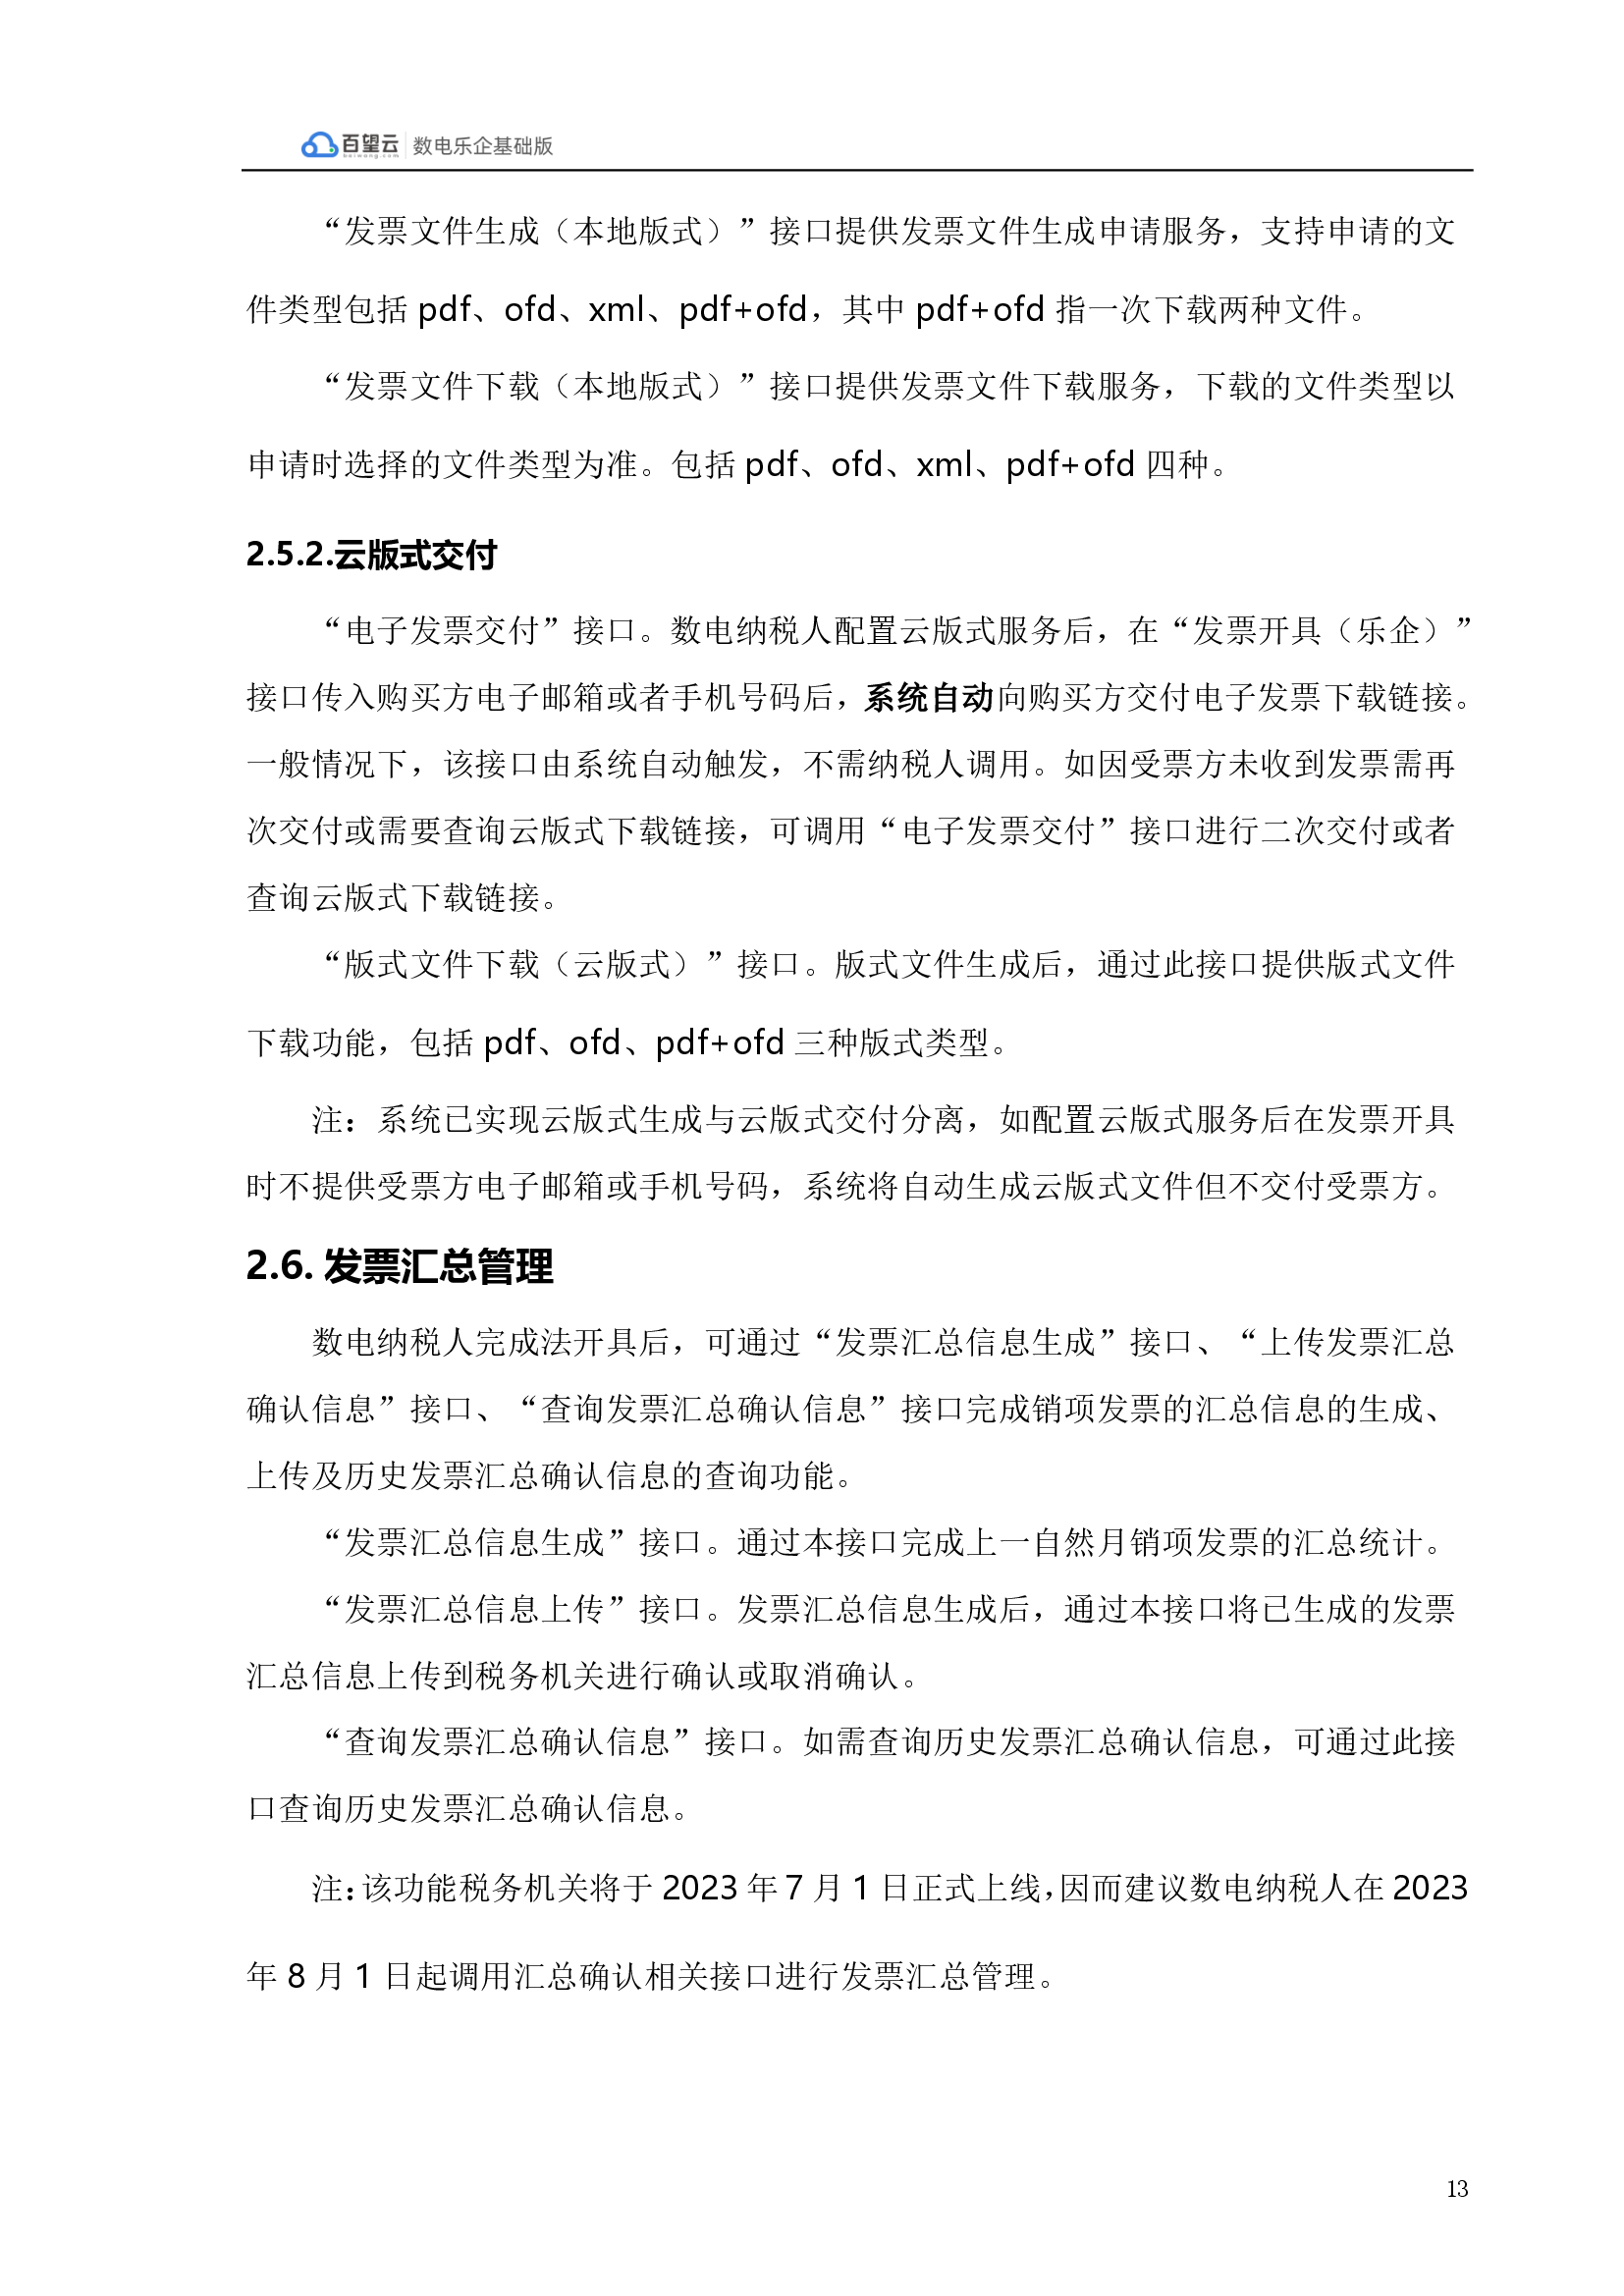 百望云 数电乐企基础版
baiwang.com
“发票文件生成（本地版式）”接口提供发票文件生成申请服务，支持申请的文
件类型包括 pdf、ofd、xml、pdf+ofd，其中 pdf+ofd 指一次下载两种文件。
“发票文件下载（本地版式）”接口提供发票文件下载服务，下载的文件类型以
申请时选择的文件类型为准。包括 pdf、ofd、xml、pdf+ofd 四种。
2.5.2.云版式交付
“电子发票交付”接口。数电纳税人配置云版式服务后，在“发票开具（乐企）”
接口传入购买方电子邮箱或者手机号码后，系统自动向购买方交付电子发票下载链接。
一般情况下，该接口由系统自动触发，不需纳税人调用。如因受票方未收到发票需再
次交付或需要查询云版式下载链接，可调用“电子发票交付”接口进行二次交付或者
查询云版式下载链接。
“版式文件下载（云版式）”接口。版式文件生成后，通过此接口提供版式文件
下载功能，包括 pdf、ofd、pdf+ofd 三种版式类型。
注：系统已实现云版式生成与云版式交付分离，如配置云版式服务后在发票开具
时不提供受票方电子邮箱或手机号码，系统将自动生成云版式文件但不交付受票方。
2.6. 发票汇总管理
数电纳税人完成法开具后，可通过“发票汇总信息生成”接口、“上传发票汇总
确认信息”接口、“查询发票汇总确认信息”接口完成销项发票的汇总信息的生成、
上传及历史发票汇总确认信息的查询功能。
“发票汇总信息生成”接口。通过本接口完成上一自然月销项发票的汇总统计。
“发票汇总信息上传”接口。发票汇总信息生成后，通过本接口将已生成的发票
汇总信息上传到税务机关进行确认或取消确认。
“查询发票汇总确认信息”接口。如需查询历史发票汇总确认信息，可通过此接
口查询历史发票汇总确认信息。
注：该功能税务机关将于 2023 年 7 月 1 日正式上线，因而建议数电纳税人在 2023
年 8 月 1 日起调用汇总确认相关接口进行发票汇总管理。
13